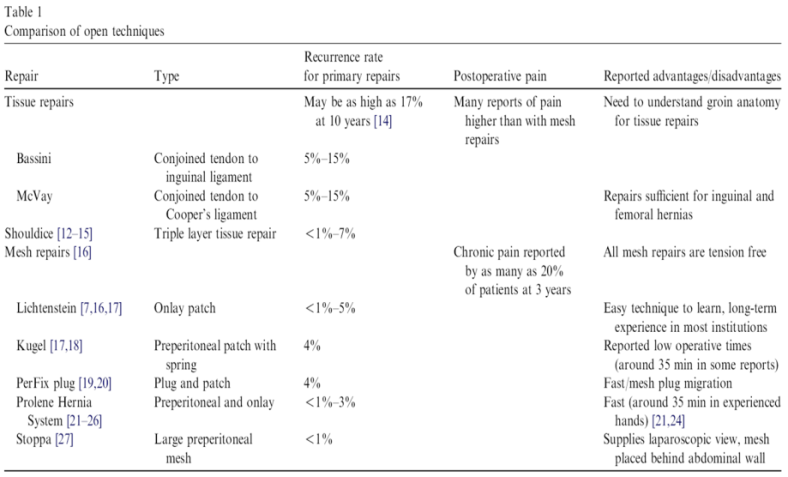 Table 1
Comparison of open techniques
Repair Type Recurrence rate for primary repairs Postoperative pain Reported advantages/disadvantages
Tissue repairs May be as high as 17% at 10 years [14] Many reports of pain higher than with mesh repairs Need to understand groin anatomy for tissue repairs
Bassini Conjoined tendon to inguinal ligament 5%–15%
McVay Conjoined tendon to Cooper's ligament 5%–15% Repairs sufficient for inguinal and femoral hernias
Shouldice [12–15] Triple layer tissue repair <1%–7%
Mesh repairs [16] Chronic pain reported by as many as 20% of patients at 3 years All mesh repairs are tension free
Lichtenstein [7,16,17] Onlay patch <1%–5% Easy technique to learn, long-term experience in most institutions
Kugel [17,18] Preperitoneal patch with spring 4% Reported low operative times (around 35 min in some reports)
PerFix plug [19,20] Plug and patch 4% Fast/mesh plug migration
Prolene Hernia System [21–26] Preperitoneal and onlay <1%–3% Fast (around 35 min in experienced hands) [21,24]
Stoppa [27] Large preperitoneal mesh <1% Supplies laparoscopic view, mesh placed behind abdominal wall